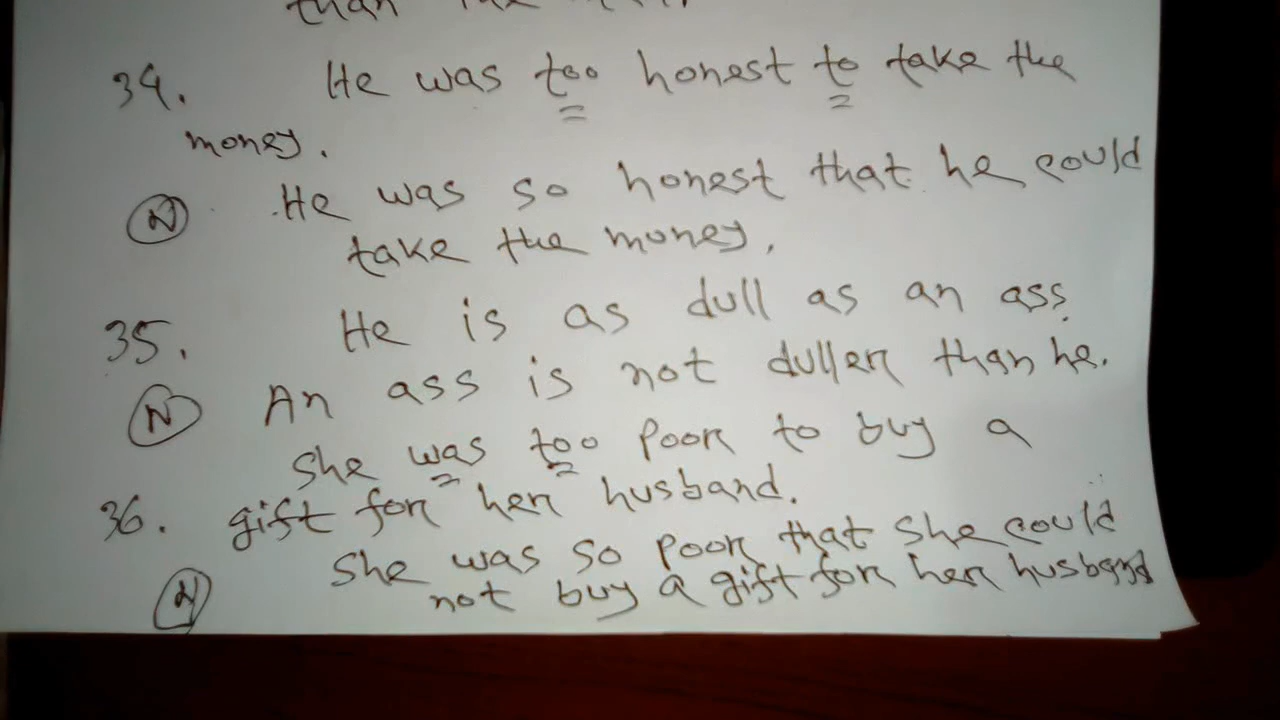 than the
34. He was too honest to take the
money.
(N) He was so honest that he could
take the money.
35. He is as dull as an ass.
(N) An ass is not duller than he.
She was too poor to buy a
36. gift for her husband.
She was so poor that she could
(N) not buy a gift for her husband